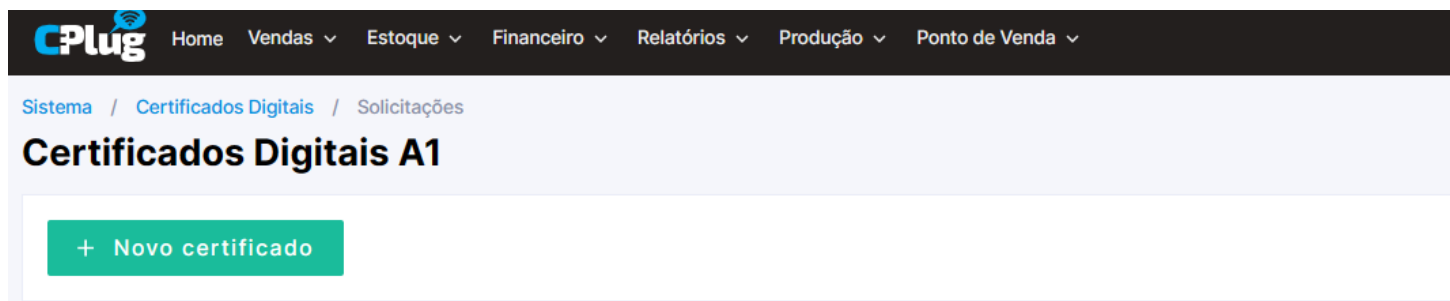 CPlug Home Vendas Estoque Financeiro Relatórios Produção Ponto de Venda
Sistema / Certificados Digitais / Solicitações
Certificados Digitais A1
+ Novo certificado